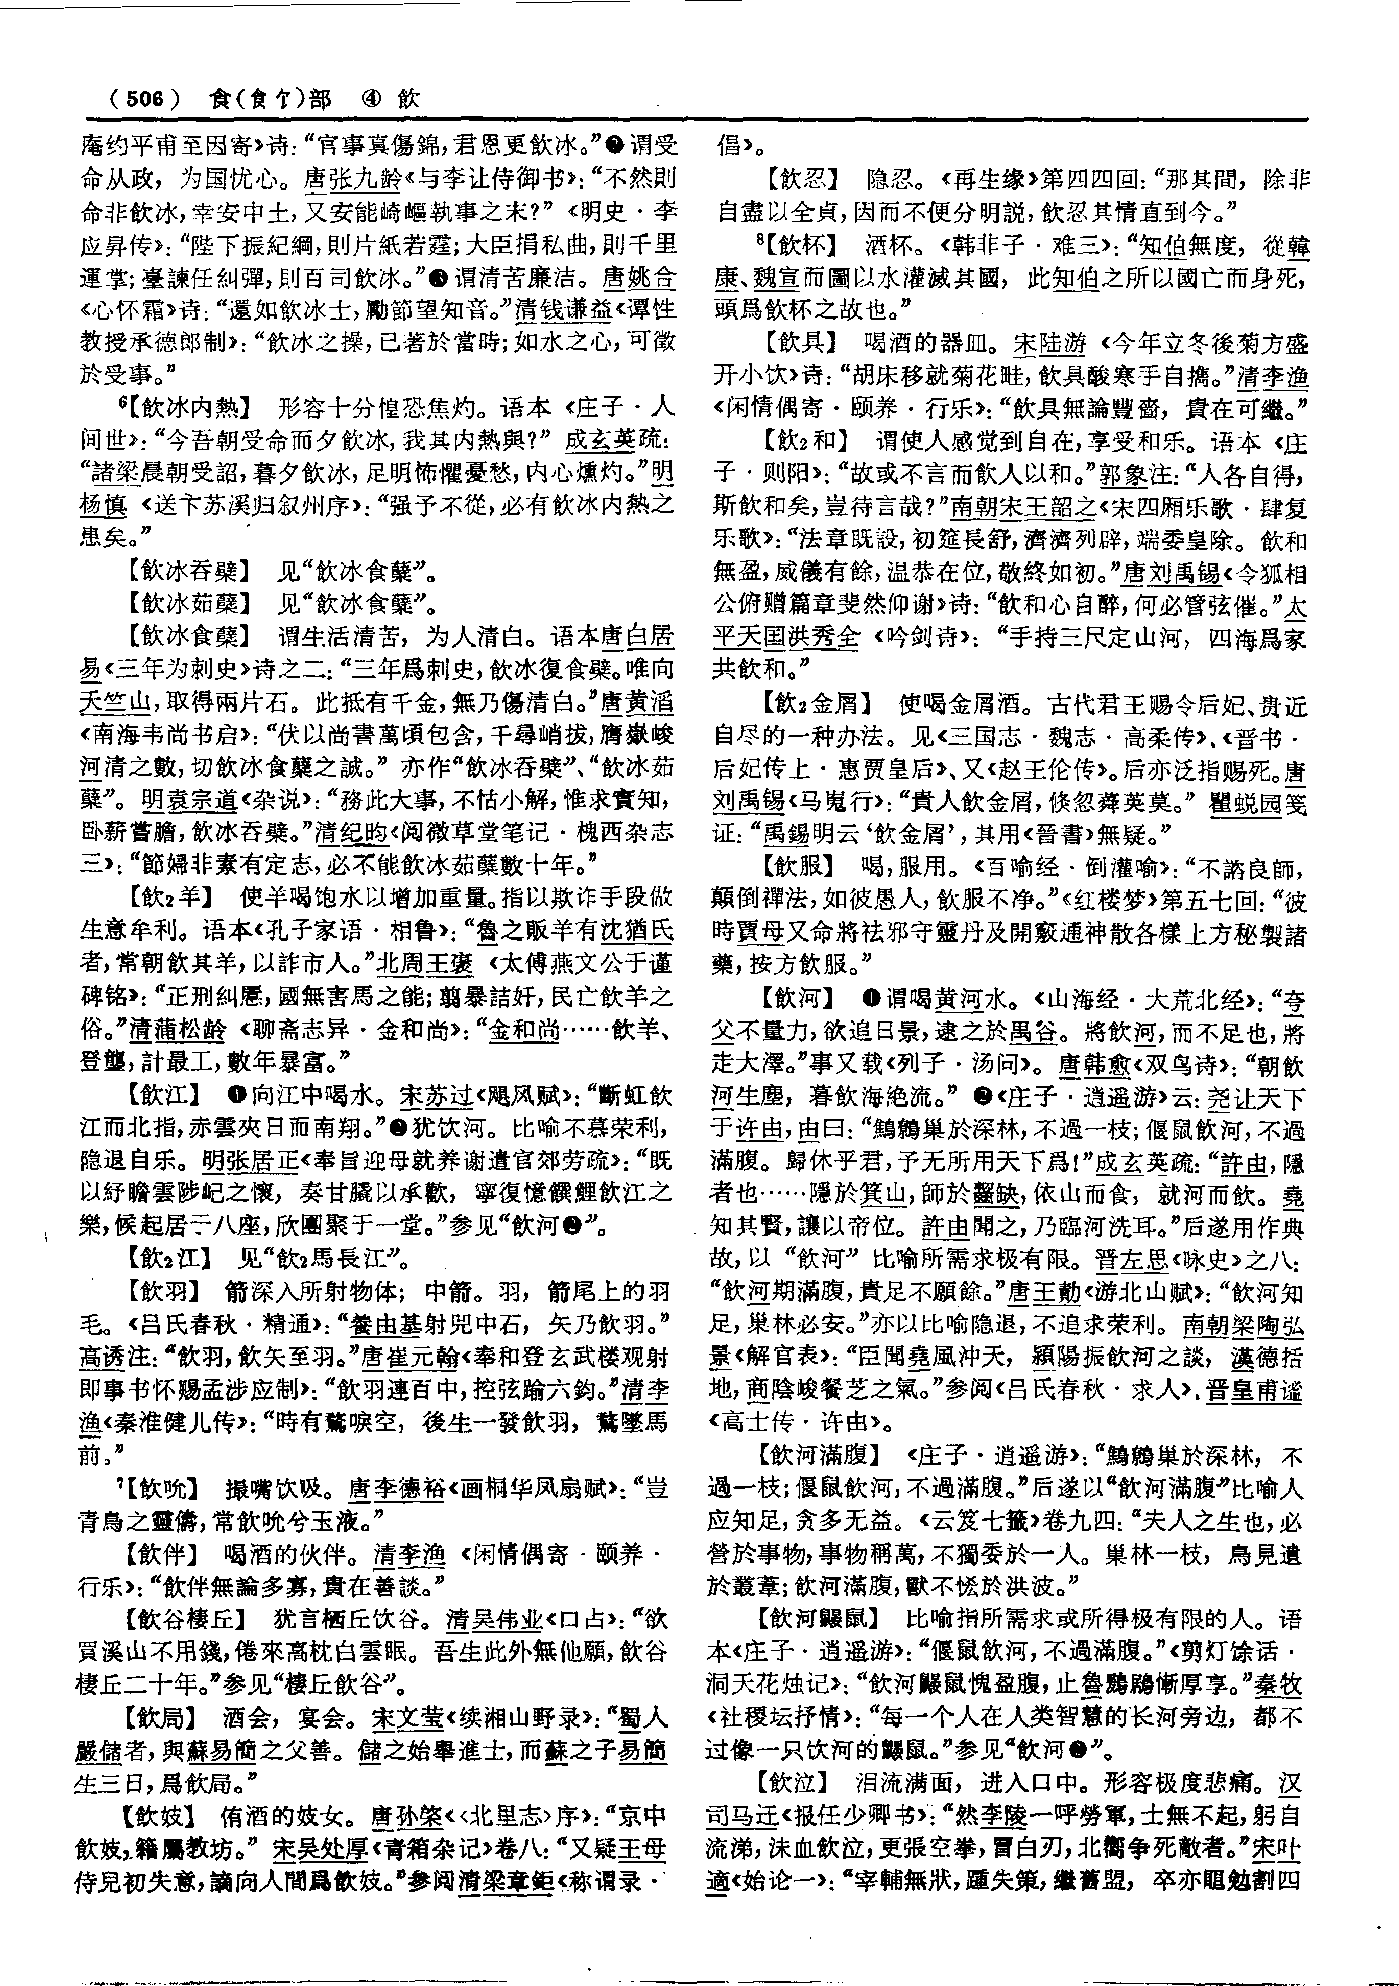 (506) 食(飠饣)部 ④ 飲
庵约平甫至因寄》诗：“官事真傷錦，君恩更飲冰。”❷谓受
命从政，为国忧心。唐张九龄《与李让侍御书》：“不然則
命非飲冰，幸安中土，又安能崎嶇執事之末？”《明史·李
应昇传》：“陛下振紀綱，則片紙若霆；大臣捐私曲，則千里
運掌；臺諫任糾彈，則百司飲冰。”❸谓清苦廉洁。唐姚合
《心怀霜》诗：“還如飲冰士，勵節望知音。”清钱谦益《谭性
教授承德郎制》：“飲冰之操，已著於當時；如水之心，可徵
於受事。”
⁶【飲冰内熱】 形容十分惶恐焦灼。语本《庄子·人
间世》：“今吾朝受命而夕飲冰，我其内熱與？”成玄英疏：
“諸梁晨朝受詔，暮夕飲冰，足明怖懼憂愁，内心燻灼。”明
杨慎《送卞苏溪归叙州序》：“强予不從，必有飲冰内熱之
患矣。”
【飲冰吞檗】 见“飲冰食蘗”。
【飲冰茹蘗】 见“飲冰食蘗”。
【飲冰食蘗】 谓生活清苦，为人清白。语本唐白居
易《三年为刺史》诗之二：“三年爲刺史，飲冰復食檗。唯向
天竺山，取得兩片石。此抵有千金，無乃傷清白。”唐黄滔
《南海韦尚书启》：“伏以尚書萬頃包含，千尋峭拔，膺嶽峻
河清之數，切飲冰食蘗之誠。”亦作“飲冰吞檗”、“飲冰茹
蘗”。明袁宗道《杂说》：“務此大事，不怙小解，惟求實知，
卧薪嘗膽，飲冰吞檗。”清纪昀《阅微草堂笔记·槐西杂志
三》：“節婦非素有定志，必不能飲冰茹蘗數十年。”
【飲₂羊】 使羊喝饱水以增加重量。指以欺诈手段做
生意牟利。语本《孔子家语·相鲁》：“魯之販羊有沈猶氏
者，常朝飲其羊，以詐市人。”北周王褒《太傅燕文公于谨
碑铭》：“正刑糾慝，國無害馬之能；翦暴詰奸，民亡飲羊之
俗。”清蒲松龄《聊斋志异·金和尚》：“金和尚……飲羊、
登壟，計最工，數年暴富。”
【飲江】 ❶向江中喝水。宋苏过《飓风赋》：“斷虹飲
江而北指，赤雲夾日而南翔。”❷犹饮河。比喻不慕荣利，
隐退自乐。明张居正《奉旨迎母就养谢遣官郊劳疏》：“既
以紓瞻雲陟屺之懷，奏甘膬以承歡，寧復憶饌鯉飲江之
樂，候起居于八座，欣團聚于一堂。”参见“飲河❷”。
【飲₂江】 见“飲₂馬長江”。
【飲羽】 箭深入所射物体；中箭。羽，箭尾上的羽
毛。《吕氏春秋·精通》：“養由基射兕中石，矢乃飲羽。”
高诱注：“飲羽，飲矢至羽。”唐崔元翰《奉和登玄武楼观射
即事书怀赐孟涉应制》：“飲羽連百中，控弦踰六鈞。”清李
渔《秦淮健儿传》：“時有鶩唳空，後生一發飲羽，鶩墜馬
前。”
⁷【飲吮】 撮嘴饮吸。唐李德裕《画桐华凤扇赋》：“豈
青鳥之靈儔，常飲吮兮玉液。”
【飲伴】 喝酒的伙伴。清李渔《闲情偶寄·颐养·
行乐》：“飲伴無論多寡，貴在善談。”
【飲谷棲丘】 犹言栖丘饮谷。清吴伟业《口占》：“欲
買溪山不用錢，倦來高枕白雲眠。吾生此外無他願，飲谷
棲丘二十年。”参见“棲丘飲谷”。
【飲局】 酒会，宴会。宋文莹《续湘山野录》：“蜀人
嚴儲者，與蘇易簡之父善。儲之始舉進士，而蘇之子易簡
生三日，爲飲局。”
【飲妓】 侑酒的妓女。唐孙棨《〈北里志〉序》：“京中
飲妓，籍屬教坊。”宋吴处厚《青箱杂记》卷八：“又疑王母
侍兒初失意，謫向人間爲飲妓。”参阅清梁章鉅《称谓录·
倡》。
【飲忍】 隐忍。《再生缘》第四四回：“那其間，除非
自盡以全貞，因而不便分明説，飲忍其情直到今。”
⁸【飲杯】 酒杯。《韩非子·难三》：“知伯無度，從韓
康、魏宣而圖以水灌滅其國，此知伯之所以國亡而身死，
頭爲飲杯之故也。”
【飲具】 喝酒的器皿。宋陆游《今年立冬後菊方盛
开小饮》诗：“胡床移就菊花畦，飲具酸寒手自攜。”清李渔
《闲情偶寄·颐养·行乐》：“飲具無論豐嗇，貴在可繼。”
【飲₂和】 谓使人感觉到自在，享受和乐。语本《庄
子·则阳》：“故或不言而飲人以和。”郭象注：“人各自得，
斯飲和矣，豈待言哉？”南朝宋王韶之《宋四厢乐歌·肆夏
乐歌》：“法章既設，初筵長舒，濟濟列辟，端委皇除。飲和
無盈，威儀有餘，温恭在位，敬終如初。”唐刘禹锡《令狐相
公俯赠篇章斐然仰谢》诗：“飲和心自醉，何必管弦催。”太
平天囯洪秀全《吟剑诗》：“手持三尺定山河，四海爲家
共飲和。”
【飲₂金屑】 使喝金屑酒。古代君王赐令后妃、贵近
自尽的一种办法。见《三国志·魏志·高柔传》、《晋书·
后妃传上·惠贾皇后》、又《赵王伦传》。后亦泛指赐死。唐
刘禹锡《马嵬行》：“貴人飲金屑，倏忽蕣英莫。”瞿蜕园笺
证：“禹錫明云‘飲金屑’，其用《晉書》無疑。”
【飲服】 喝，服用。《百喻经·倒灌喻》：“不諮良師，
顛倒禪法，如彼愚人，飲服不净。”《红楼梦》第五七回：“彼
時賈母又命將祛邪守靈丹及開竅通神散各樣上方秘製諸
藥，按方飲服。”
【飲河】 ❶谓喝黄河水。《山海经·大荒北经》：“夸
父不量力，欲追日景，逮之於禺谷。將飲河，而不足也，將
走大澤。”事又载《列子·汤问》。唐韩愈《双鸟诗》：“朝飲
河生塵，暮飲海絶流。”❷《庄子·逍遥游》云：尧让天下
于许由，由曰：“鷦鷯巢於深林，不過一枝；偃鼠飲河，不過
滿腹。歸休乎君，予无所用天下爲！”成玄英疏：“許由，隱
者也……隱於箕山，師於齧缺，依山而食，就河而飲。堯
知其賢，讓以帝位。許由聞之，乃臨河洗耳。”后遂用作典
故，以“飲河”比喻所需求极有限。晋左思《咏史》之八：
“飲河期滿腹，貴足不願餘。”唐王勣《游北山赋》：“飲河知
足，巢林必安。”亦以比喻隐退，不追求荣利。南朝梁陶弘
景《解官表》：“臣聞堯風沖天，潁陽振飲河之談，漢德括
地，商陰峻餐芝之氣。”参阅《吕氏春秋·求人》、晋皇甫谧
《高士传·许由》。
【飲河滿腹】 《庄子·逍遥游》：“鷦鷯巢於深林，不
過一枝；偃鼠飲河，不過滿腹。”后遂以“飲河滿腹”比喻人
应知足，贪多无益。《云笈七籤》卷九四：“夫人之生也，必
營於事物，事物稱萬，不獨委於一人。巢林一枝，鳥見遺
於叢葦；飲河滿腹，獸不恡於洪波。”
【飲河鼴鼠】 比喻指所需求或所得极有限的人。语
本《庄子·逍遥游》：“偃鼠飲河，不過滿腹。”《剪灯馀话·
洞天花烛记》：“飲河鼴鼠愧盈腹，止魯鶢鶋慚厚享。”秦牧
《社稷坛抒情》：“每一个人在人类智慧的长河旁边，都不
过像一只饮河的鼴鼠。”参见“飲河❷”。
【飲泣】 泪流满面，进入口中。形容极度悲痛。汉
司马迁《报任少卿书》：“然李陵一呼勞軍，士無不起，躬自
流涕，沬血飲泣，更張空拳，冒白刃，北嚮争死敵者。”宋叶
適《始论一》：“宰輔無狀，踵失策，繼舊盟，卒亦黽勉割四